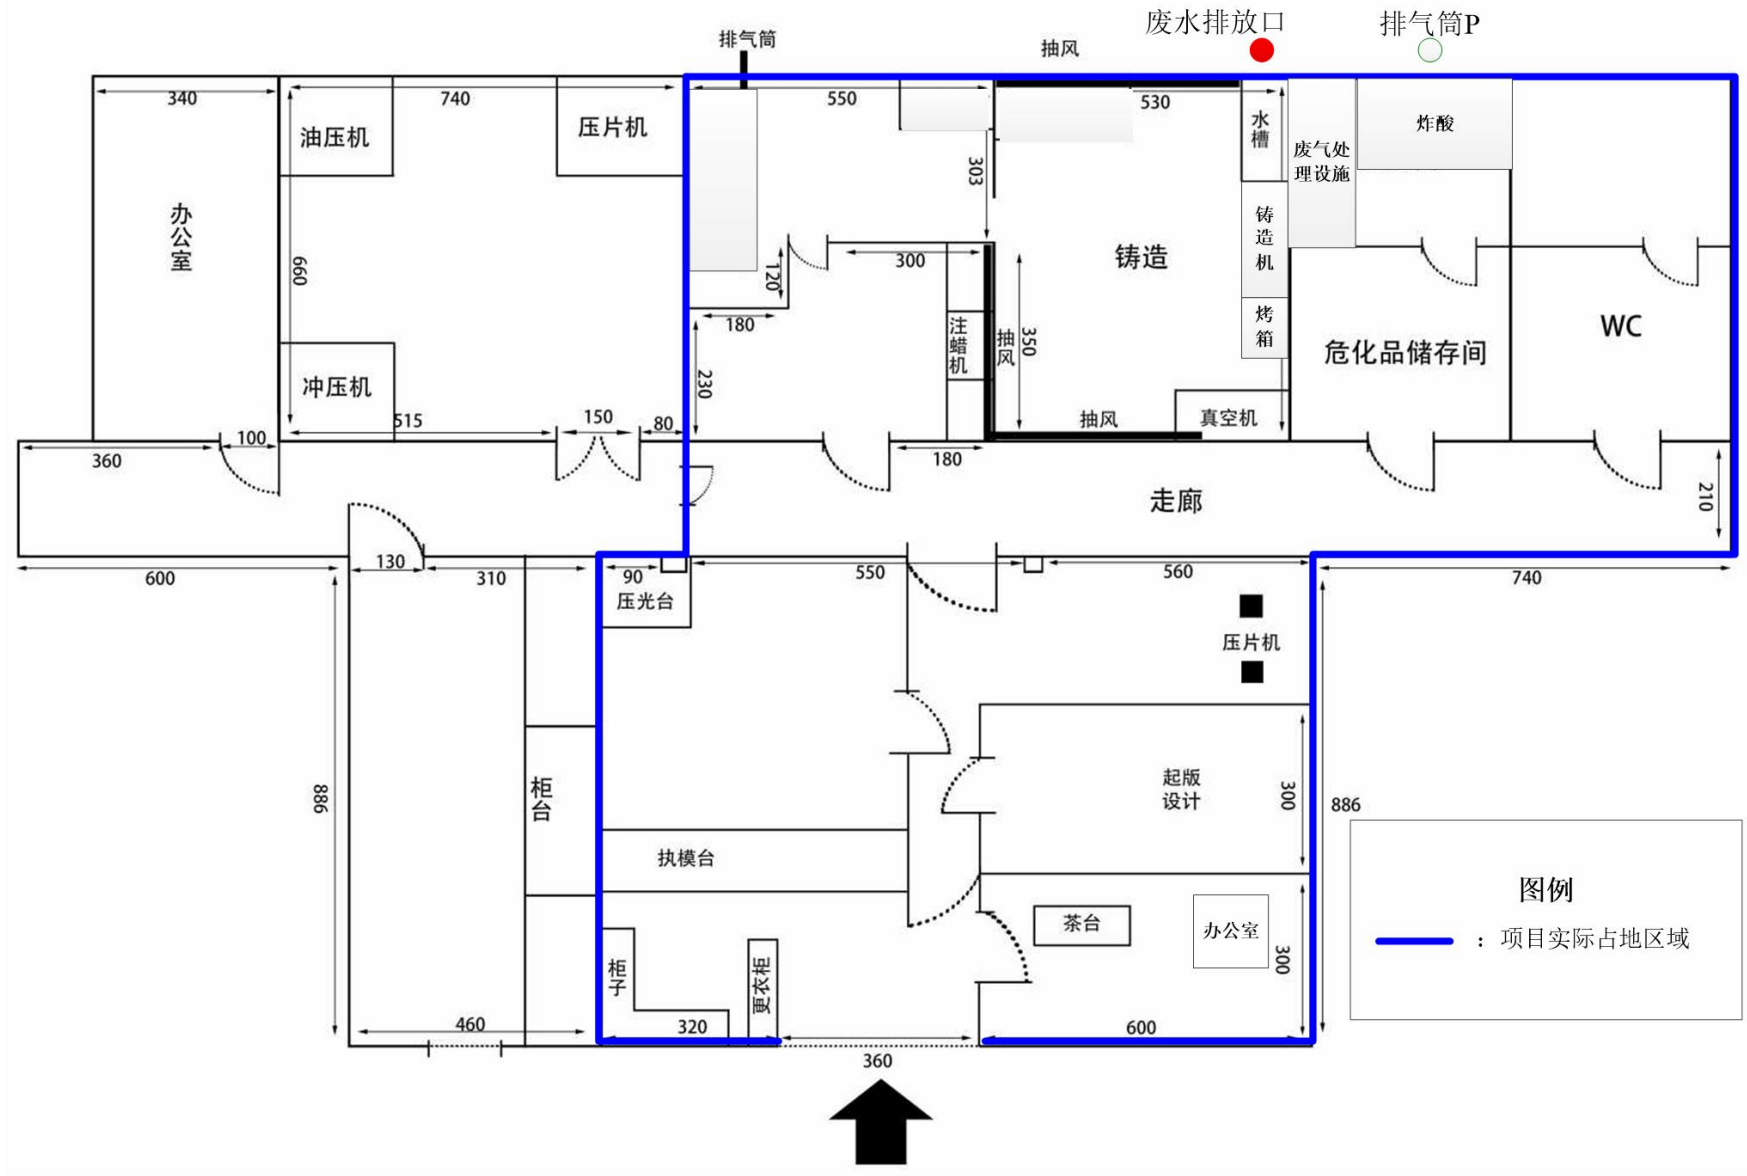 废水排放口
排气筒P
排气筒
抽风
340
740
550
530
油压机
压片机
水槽
废气处
理设施
炸酸
办公室
660
303
铸造
铸造机
120
300
180
注蜡机
抽风
350
烤箱
危化品储存间
WC
230
冲压机
515
150
80
抽风
真空机
360
100
180
走廊
210
600
130
310
90
550
560
740
压光台
压片机
886
柜台
执模台
起版
设计
300
886
图例
：项目实际占地区域
柜子
更衣柜
茶台
办公室
300
460
320
360
600